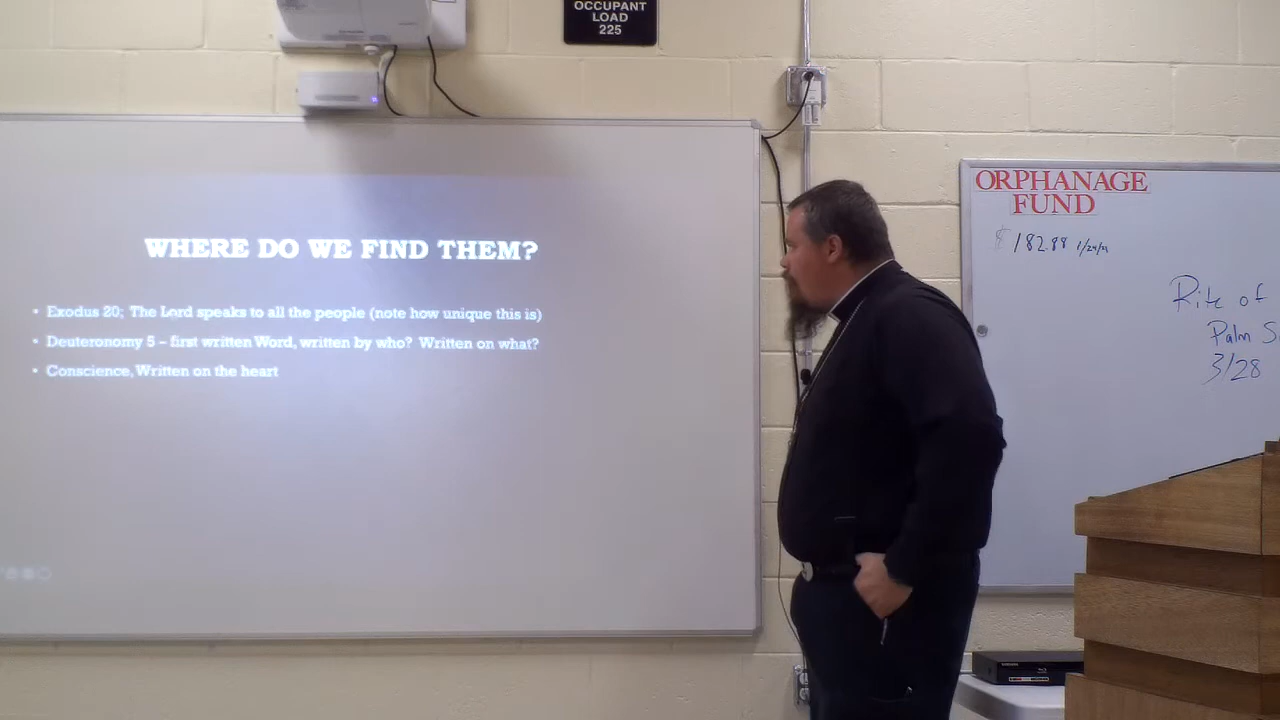 OCCUPANT
LOAD
225
WHERE DO WE FIND THEM?
• Exodus 20; The Lord speaks to all the people (note how unique this is)
• Deuteronomy 5 – first written Word, written by who? Written on what?
• Conscience, Written on the heart
ORPHANAGE
FUND
$ 182.88
Rite of
Palm S
3/28